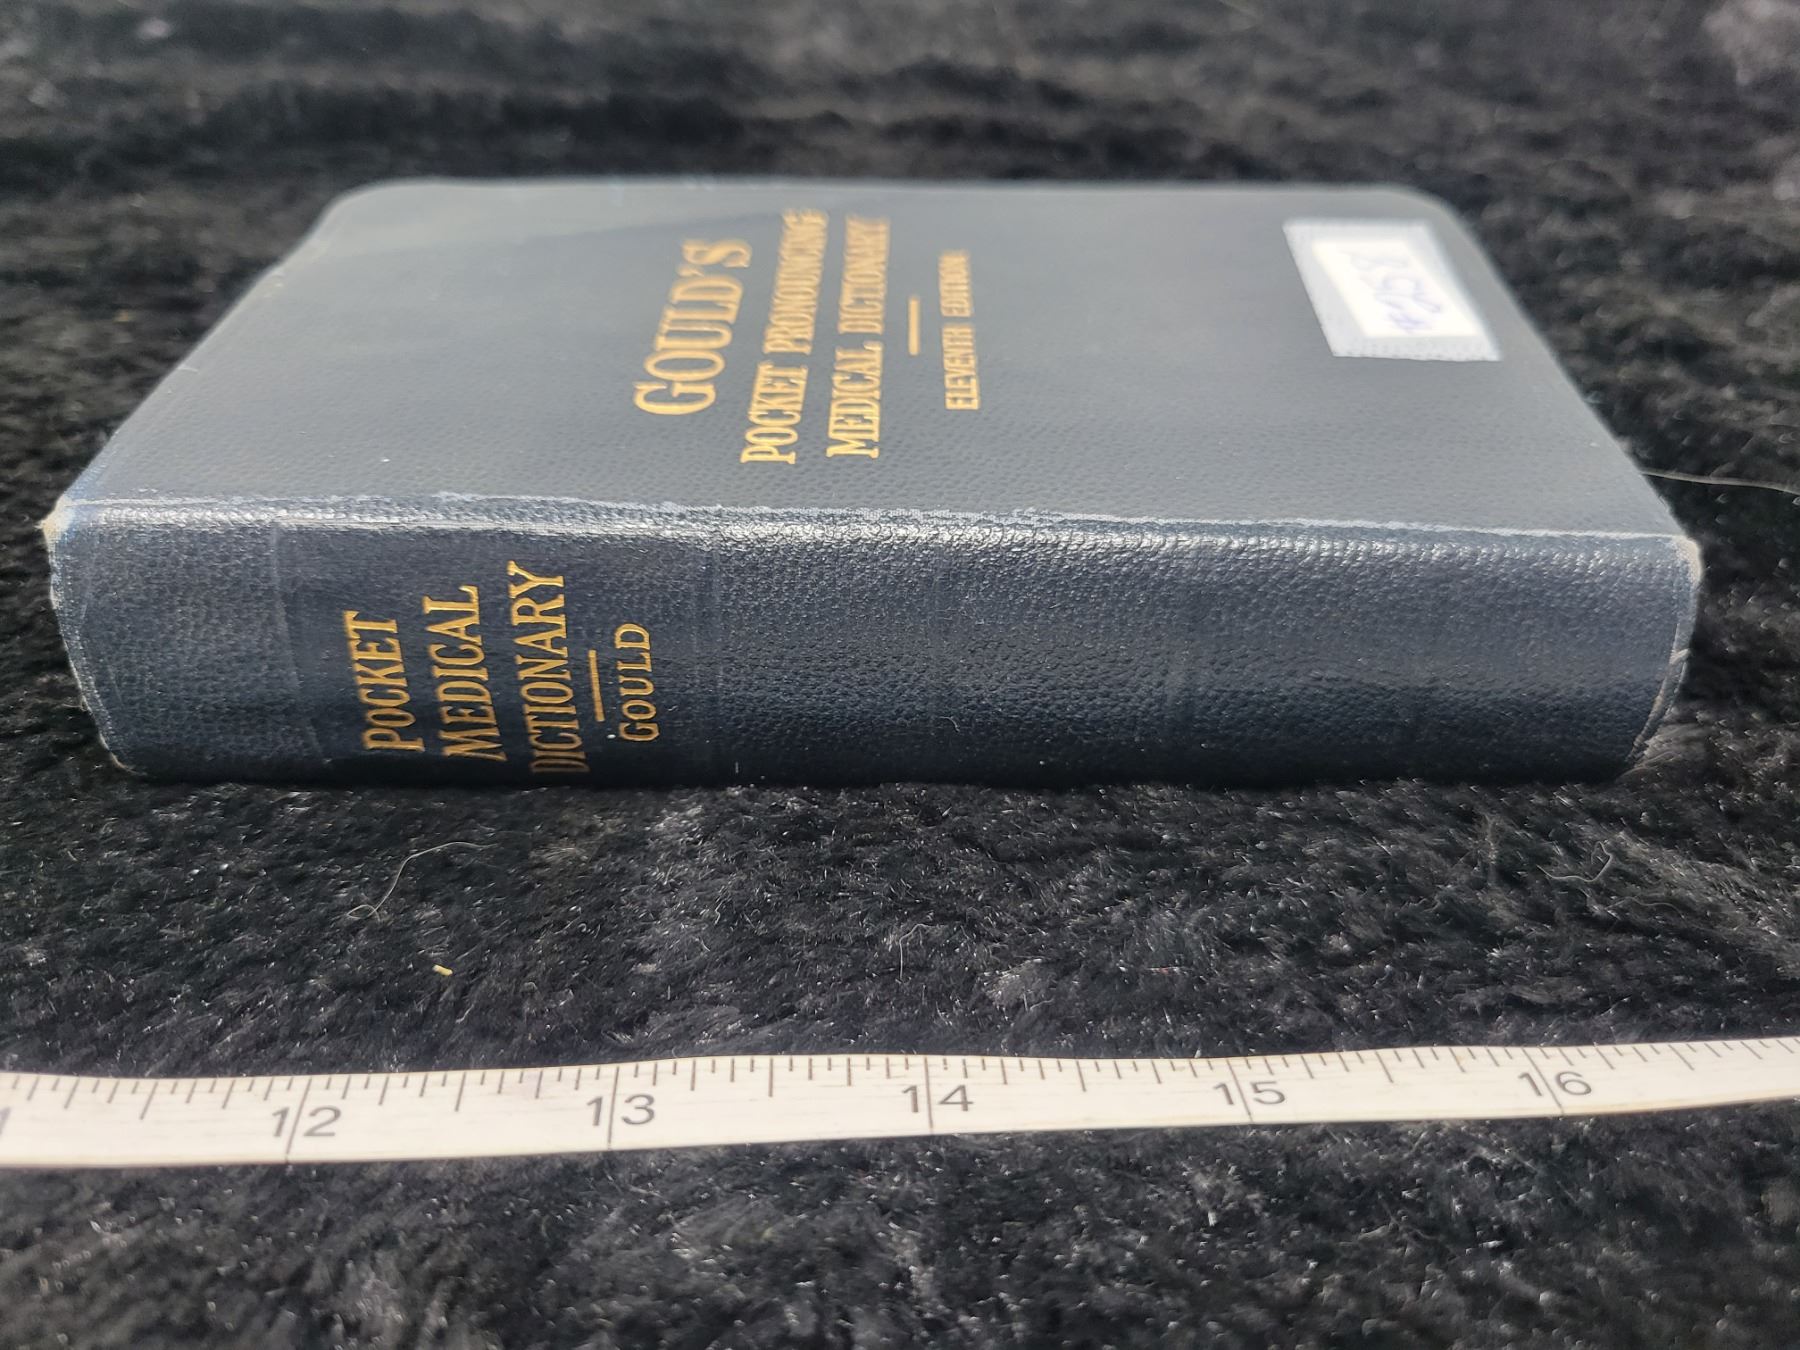 GOULD'S
POCKET PRONOUNCING
MEDICAL DICTIONARY
ELEVENTH EDITION
POCKET
MEDICAL
DICTIONARY
GOULD
12 13 14 15 16